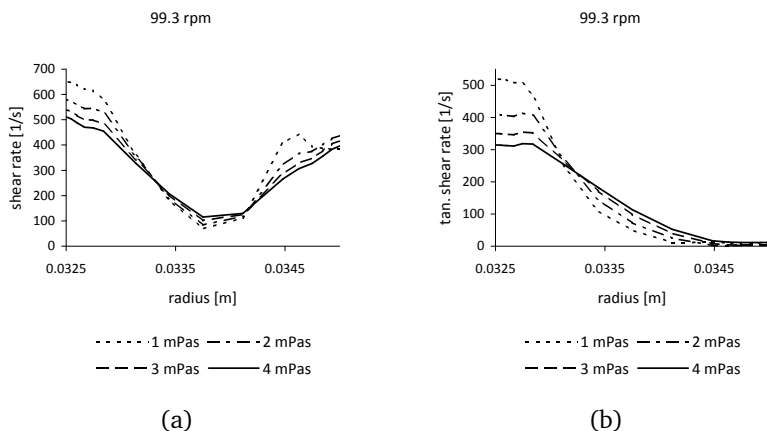 99.3 rpm
shear rate [1/s]
700
600
500
400
300
200
100
0
0.0325 0.0335 0.0345
radius [m]
1 mPas 2 mPas
3 mPas 4 mPas
(a)
99.3 rpm
tan. shear rate [1/s]
500
400
300
200
100
0
0.0325 0.0335 0.0345
radius [m]
1 mPas 2 mPas
3 mPas 4 mPas
(b)